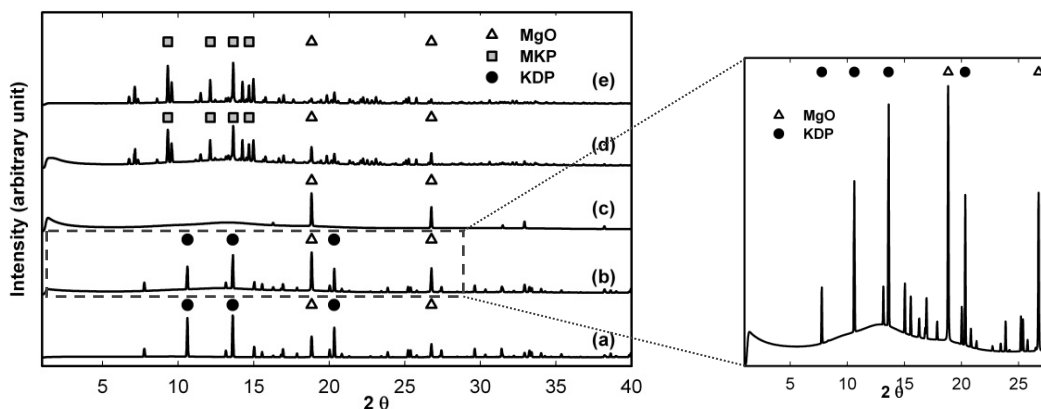 Intensity (arbitrary unit)
MgO
MKP
KDP
(e)
(d)
(c)
(b)
(a)
5 10 15 20 25 30 35 40
2 θ
MgO
KDP
5 10 15 20 25
2 θ